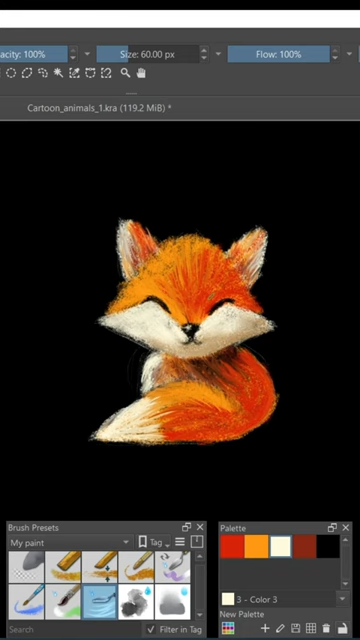 acity: 100%
Size: 60.00 px
Flow: 100%
Cartoon_animals_1.kra (119.2 MiB) *
Brush Presets
Palette
My paint
Tag
3 - Color 3
New Palette
Search
Filter in Tag